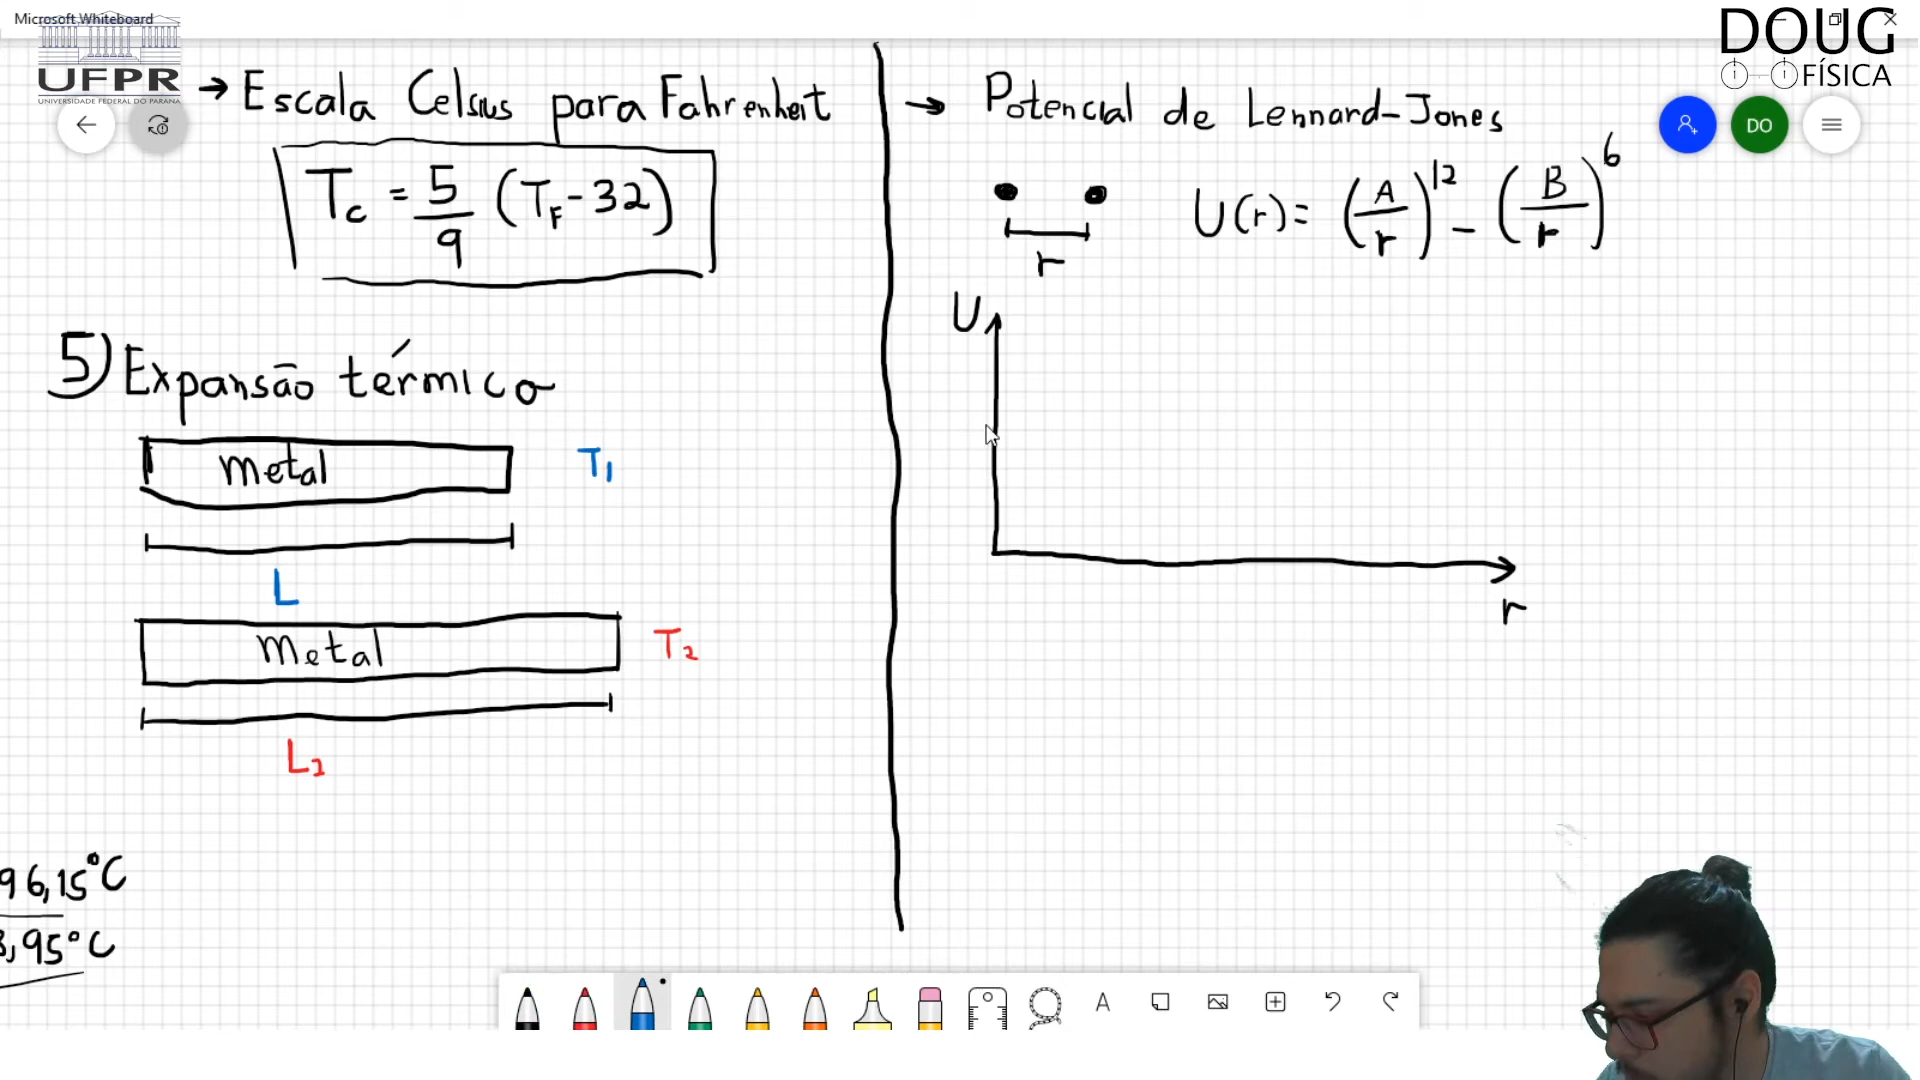 Microsoft Whiteboard
UFPR
UNIVERSIDADE FEDERAL DO PARANÁ
DOUG
FÍSICA
DO
→ Escala Celsius para Fahrenheit
Tc = 5/9 (TF - 32)
5) Expansão térmica
metal T1
L
metal T2
L2
96,15°C
3,95°C
→ Potencial de Lennard-Jones
r
U(r) = (A/r)^12 - (B/r)^6
U
r
A